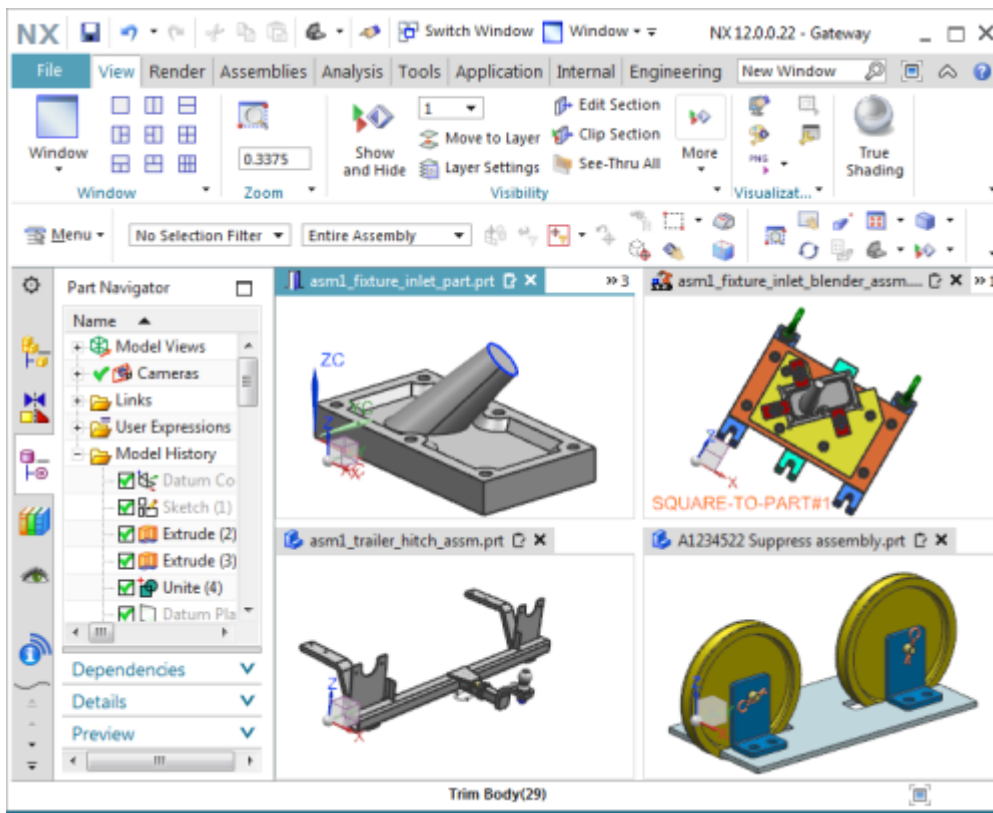 NX Switch Window Window NX 12.0.0.22 - Gateway
File View Render Assemblies Analysis Tools Application Internal Engineering New Window
Window
0.3375
Show and Hide
1
Move to Layer
Layer Settings
Edit Section
Clip Section
See-Thru All
More
PNG
True Shading
Window Zoom Visibility Visualizat...
Menu No Selection Filter Entire Assembly
Part Navigator
Name
Model Views
Cameras
Links
User Expressions
Model History
Datum Co
Sketch (1)
Extrude (2)
Extrude (3)
Unite (4)
Datum Pla
Dependencies
Details
Preview
asm1_fixture_inlet_part.prt 3
ZC
Z
asm1_fixture_inlet_blender_assm.... 1
Z
X
SQUARE-TO-PART#1
asm1_trailer_hitch_assm.prt
Z
X
A1234522 Suppress assembly.prt
Trim Body(29)